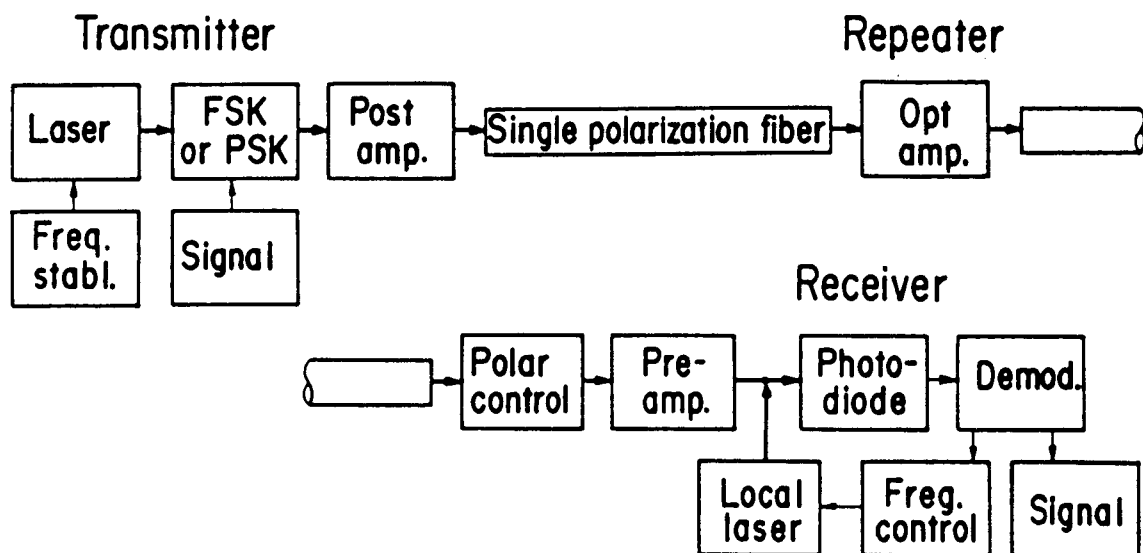 Transmitter
Repeater
Laser
FSK
or PSK
Post
amp.
Single polarization fiber
Opt
amp.
Freq.
stabl.
Signal
Receiver
Polar
control
Pre-
amp.
Photo-
diode
Demod.
Local
laser
Freg.
control
Signal